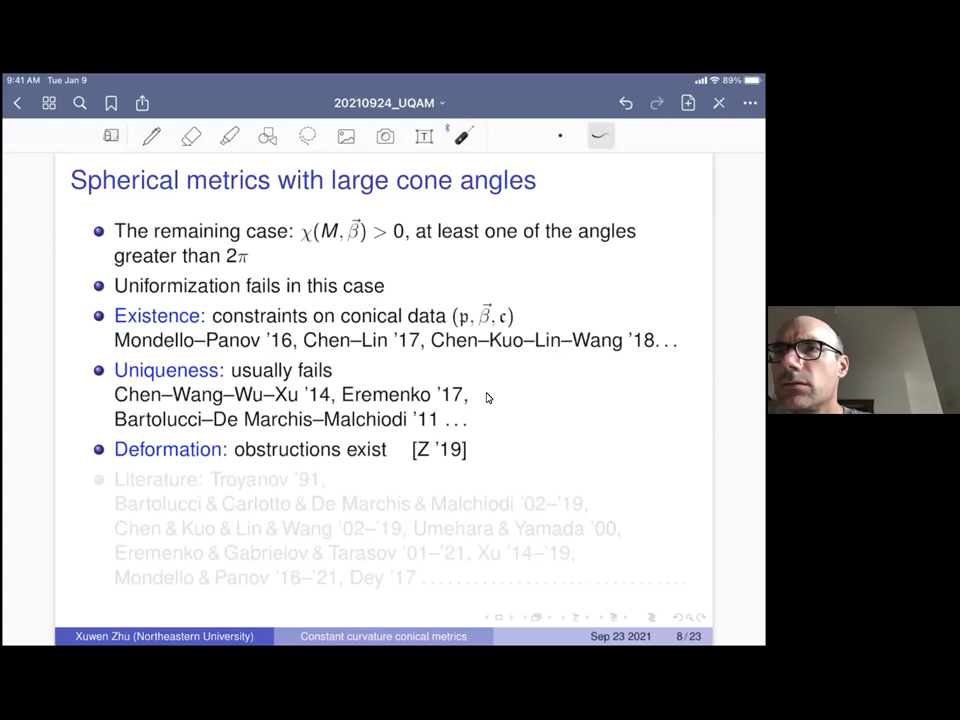 9:41 AM Tue Jan 9
89%
20210924_UQAM
T
Spherical metrics with large cone angles
The remaining case: χ(M, β⃗) > 0, at least one of the angles
greater than 2π
Uniformization fails in this case
Existence: constraints on conical data (𝔭, β⃗, 𝔠)
Mondello–Panov '16, Chen–Lin '17, Chen–Kuo–Lin–Wang '18...
Uniqueness: usually fails
Chen–Wang–Wu–Xu '14, Eremenko '17,
Bartolucci–De Marchis–Malchiodi '11 ...
Deformation: obstructions exist [Z '19]
Literature: Troyanov '91,
Bartolucci & Carlotto & De Marchis & Malchiodi '02–'19,
Chen & Kuo & Lin & Wang '02–'19, Umehara & Yamada '00,
Eremenko & Gabrielov & Tarasov '01–'21, Xu '14–'19,
Mondello & Panov '16–'21, Dey '17 ..............................
Xuwen Zhu (Northeastern University) Constant curvature conical metrics Sep 23 2021 8 / 23